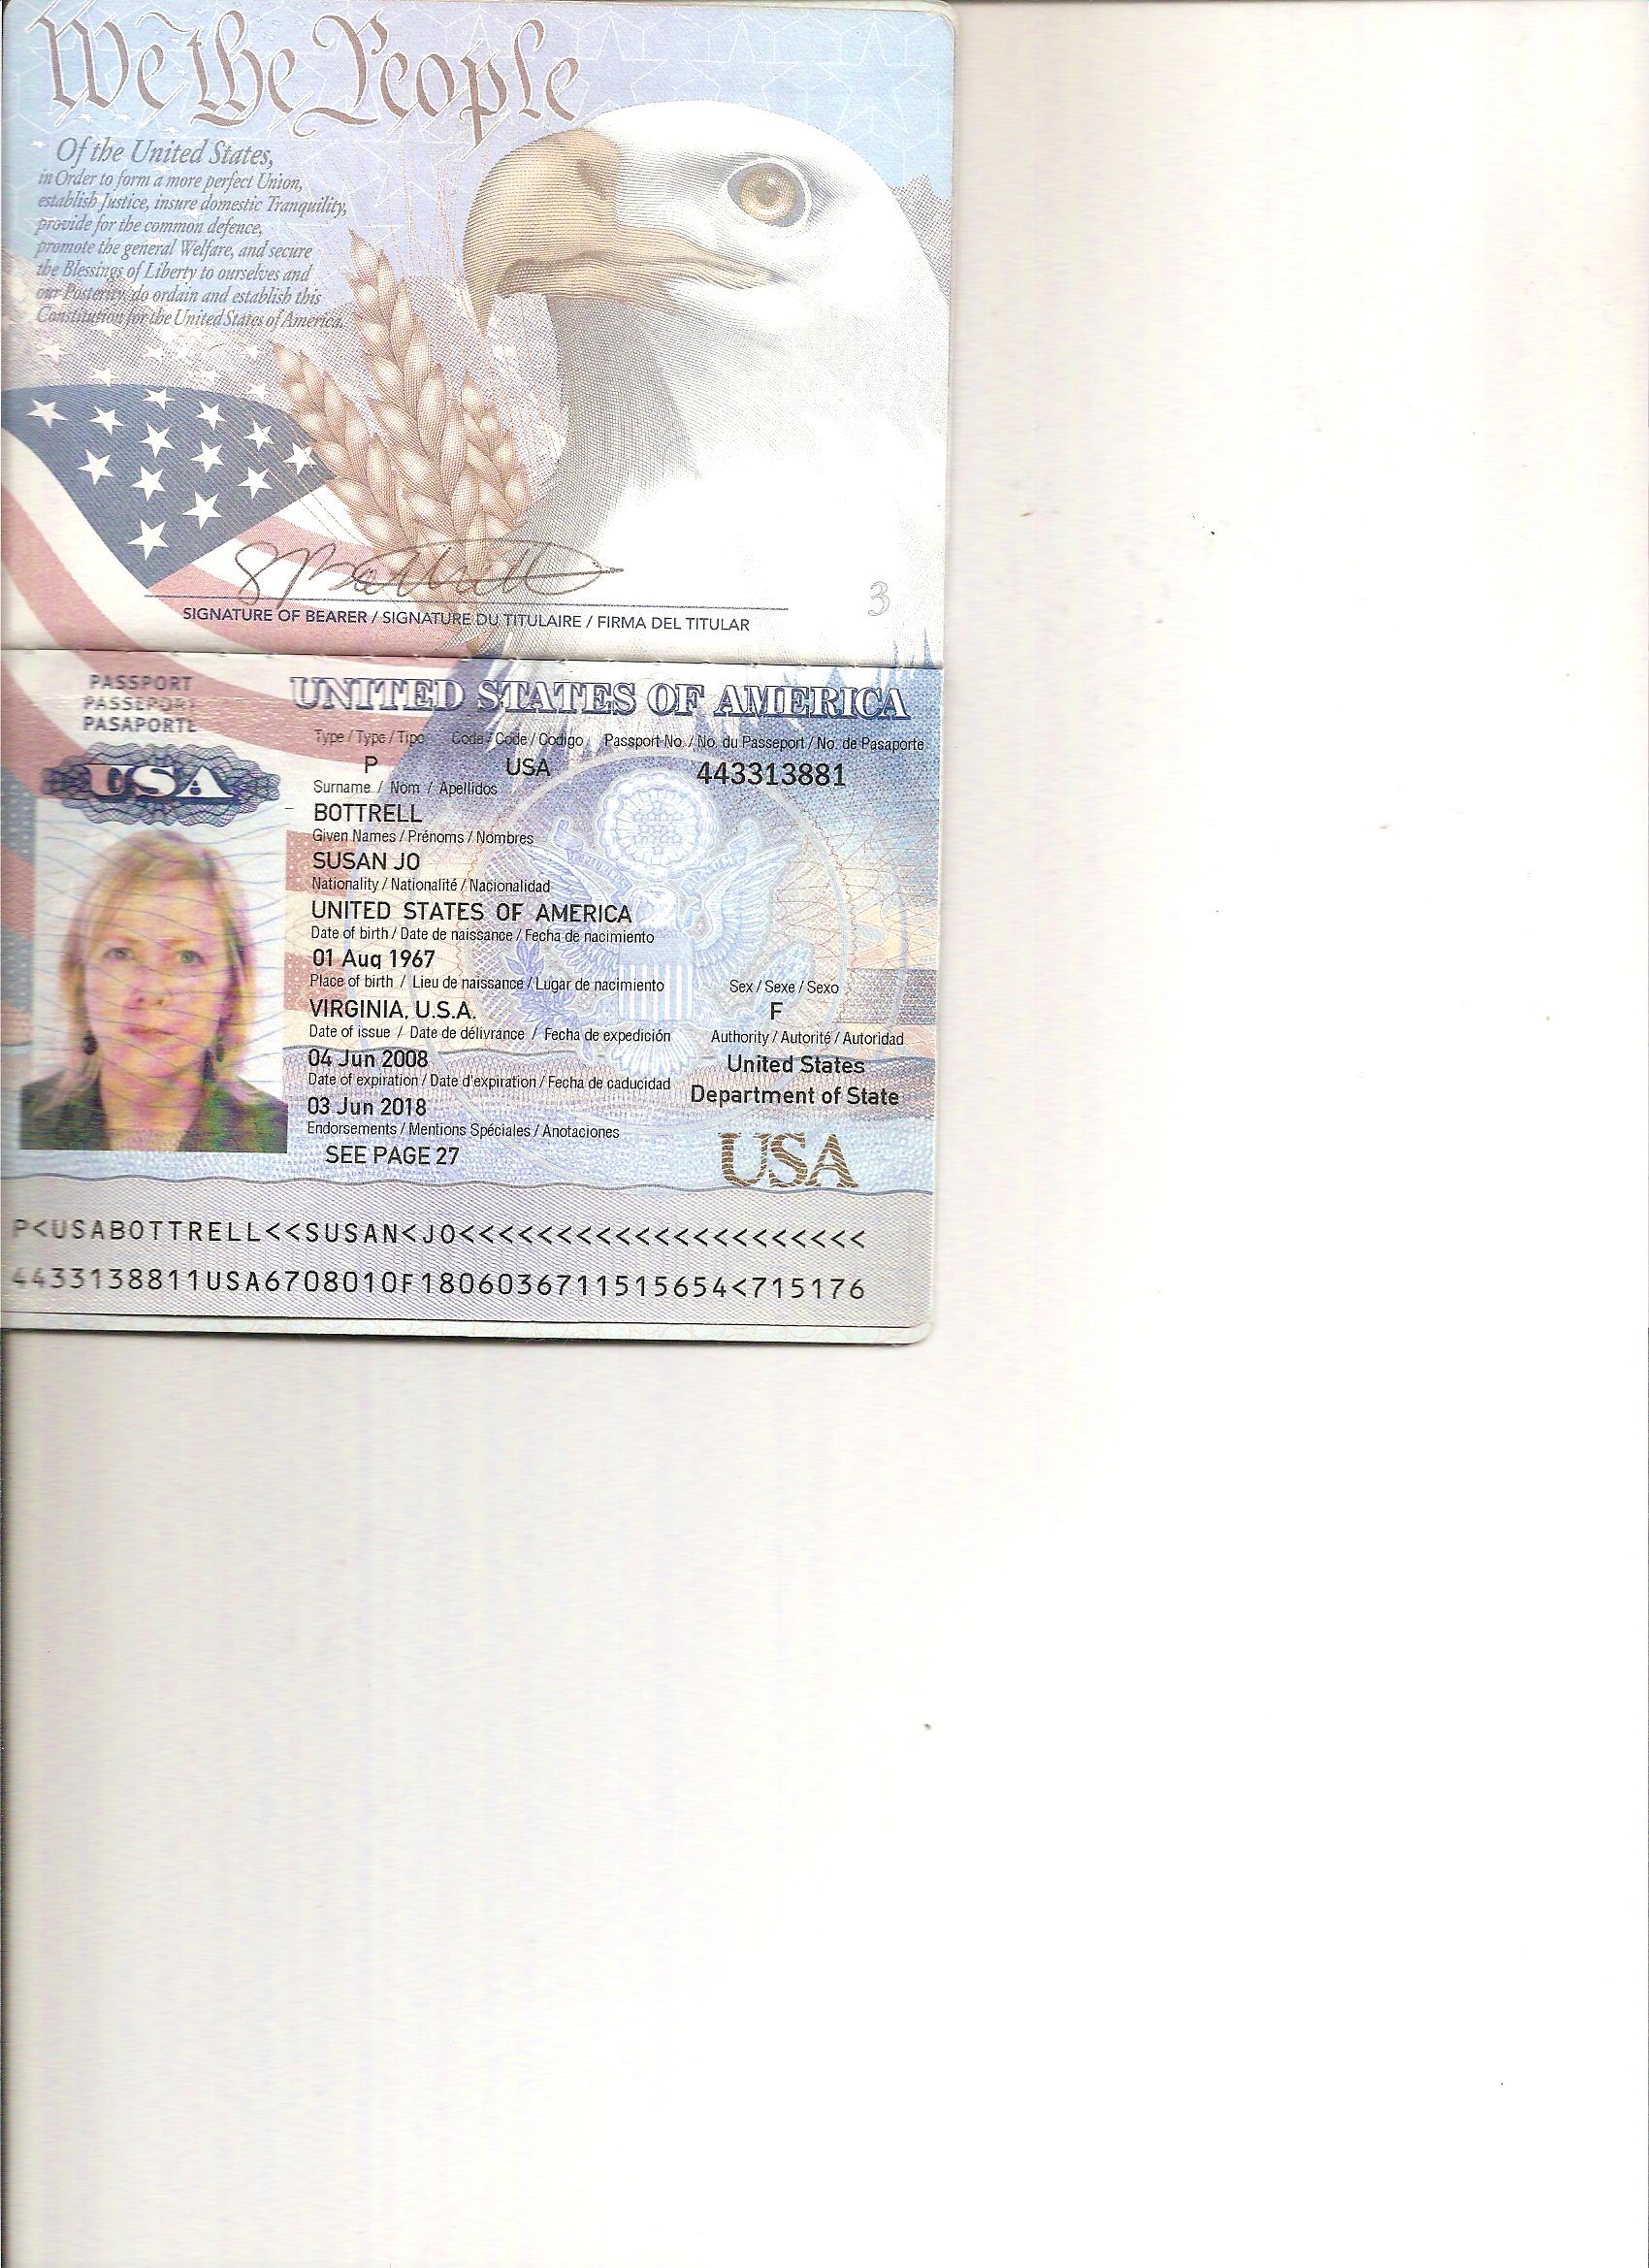 We the People
Of the United States,
in Order to form a more perfect Union,
establish Justice, insure domestic Tranquility,
provide for the common defence,
promote the general Welfare, and secure
the Blessings of Liberty to ourselves and
our Posterity, do ordain and establish this
Constitution for the United States of America.
3
SIGNATURE OF BEARER / SIGNATURE DU TITULAIRE / FIRMA DEL TITULAR
PASSPORT
PASSEPORT
PASAPORTE
USA
UNITED STATES OF AMERICA
Type / Type / Tipo Code / Code / Codigo Passport No. / No. du Passeport / No. de Pasaporte
P USA 443313881
Surname / Nom / Apellidos
BOTTRELL
Given Names / Prénoms / Nombres
SUSAN JO
Nationality / Nationalité / Nacionalidad
UNITED STATES OF AMERICA
Date of birth / Date de naissance / Fecha de nacimiento
01 Aug 1967
Place of birth / Lieu de naissance / Lugar de nacimiento Sex / Sexe / Sexo
VIRGINIA, U.S.A. F
Date of issue / Date de délivrance / Fecha de expedición Authority / Autorité / Autoridad
04 Jun 2008 United States
Date of expiration / Date d'expiration / Fecha de caducidad Department of State
03 Jun 2018
Endorsements / Mentions Spéciales / Anotaciones
SEE PAGE 27 USA
P<USABOTTRELL<<SUSAN<JO<<<<<<<<<<<<<<<<<<<<<
4433138811USA6708010F1806036711515654<715176